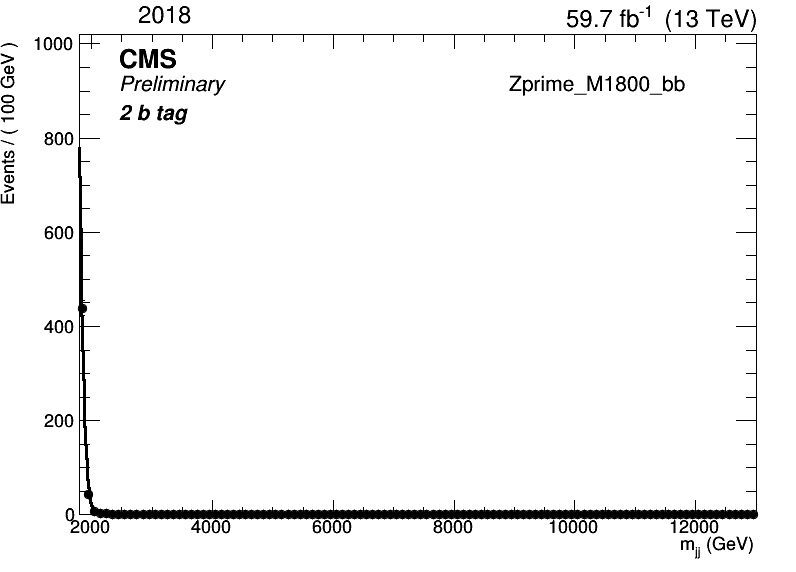 2018 59.7 fb⁻¹ (13 TeV)
CMS
Preliminary
Zprime_M1800_bb
2 b tag
Events / ( 100 GeV )
1000
800
600
400
200
0
2000 4000 6000 8000 10000 12000
m_jj (GeV)